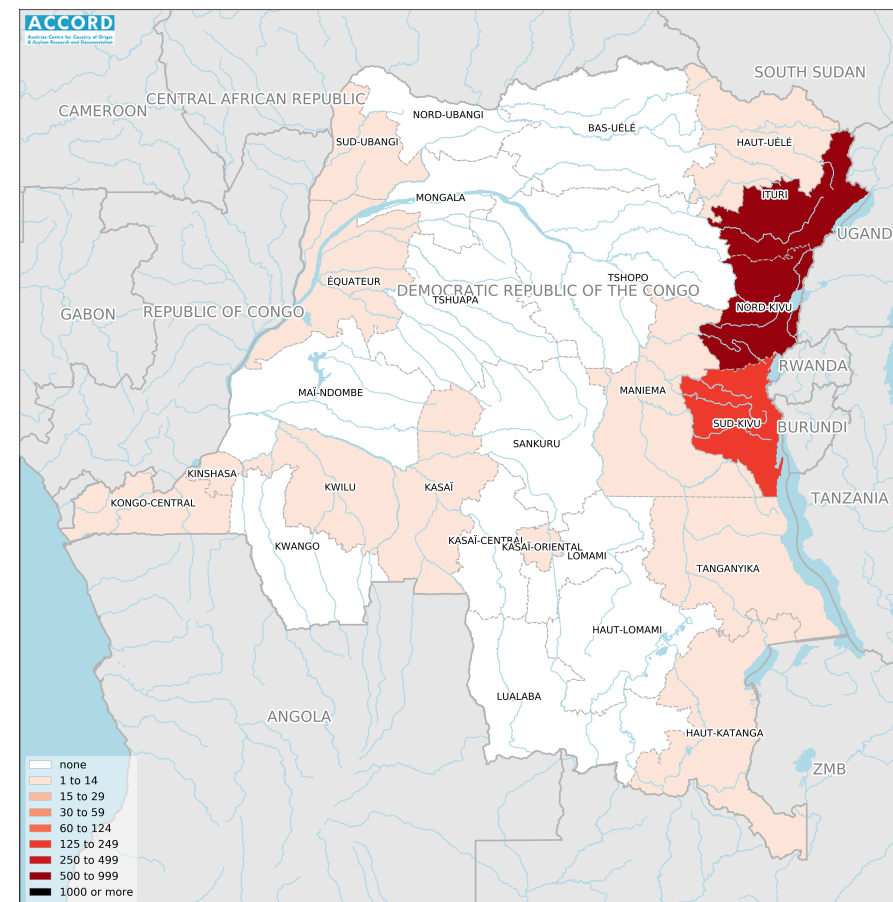 ACCORD
Austrian Centre for Country of Origin
& Asylum Research and Documentation
SOUTH SUDAN
CENTRAL AFRICAN REPUBLIC
CAMEROON
NORD-UBANGI
BAS-UÉLÉ
SUD-UBANGI
HAUT-UÉLÉ
MONGALA
ITURI
UGAND
TSHOPO
ÉQUATEUR
DEMOCRATIC REPUBLIC OF THE CONGO
TSHUAPA
NORD-KIVU
GABON
REPUBLIC OF CONGO
RWANDA
MANIEMA
MAÏ-NDOMBE
SUD-KIVU
BURUNDI
SANKURU
KINSHASA
KWILU
KASAÏ
KONGO-CENTRAL
TANZANIA
KASAÏ-CENTRAL
KWANGO
KASAÏ-ORIENTAL
LOMAMI
TANGANYIKA
HAUT-LOMAMI
LUALABA
ANGOLA
HAUT-KATANGA
ZMB
none
1 to 14
15 to 29
30 to 59
60 to 124
125 to 249
250 to 499
500 to 999
1000 or more